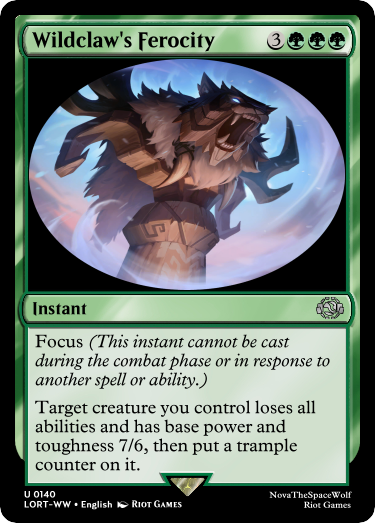 Wildclaw's Ferocity 3
Instant
Focus (This instant cannot be cast
during the combat phase or in response to
another spell or ability.)
Target creature you control loses all
abilities and has base power and
toughness 7/6, then put a trample
counter on it.
U 0140
LORT-WW • English RIOT GAMES NovaTheSpaceWolf
Riot Games